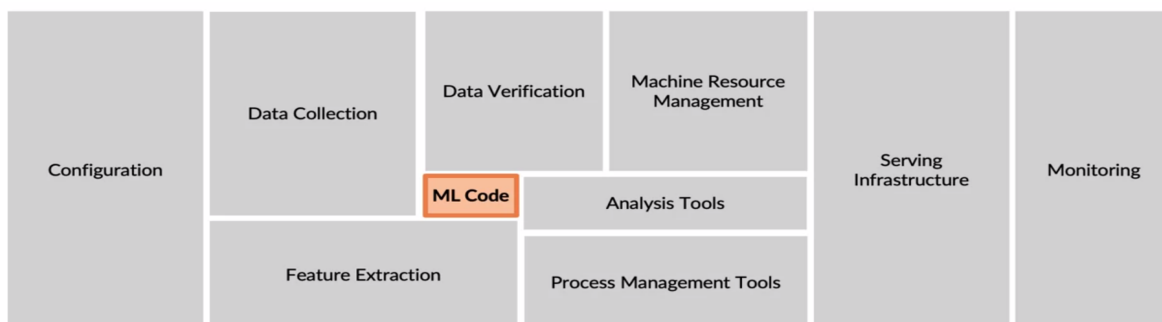 Configuration
Data Collection
Data Verification
Machine Resource
Management
ML Code
Analysis Tools
Feature Extraction
Process Management Tools
Serving
Infrastructure
Monitoring